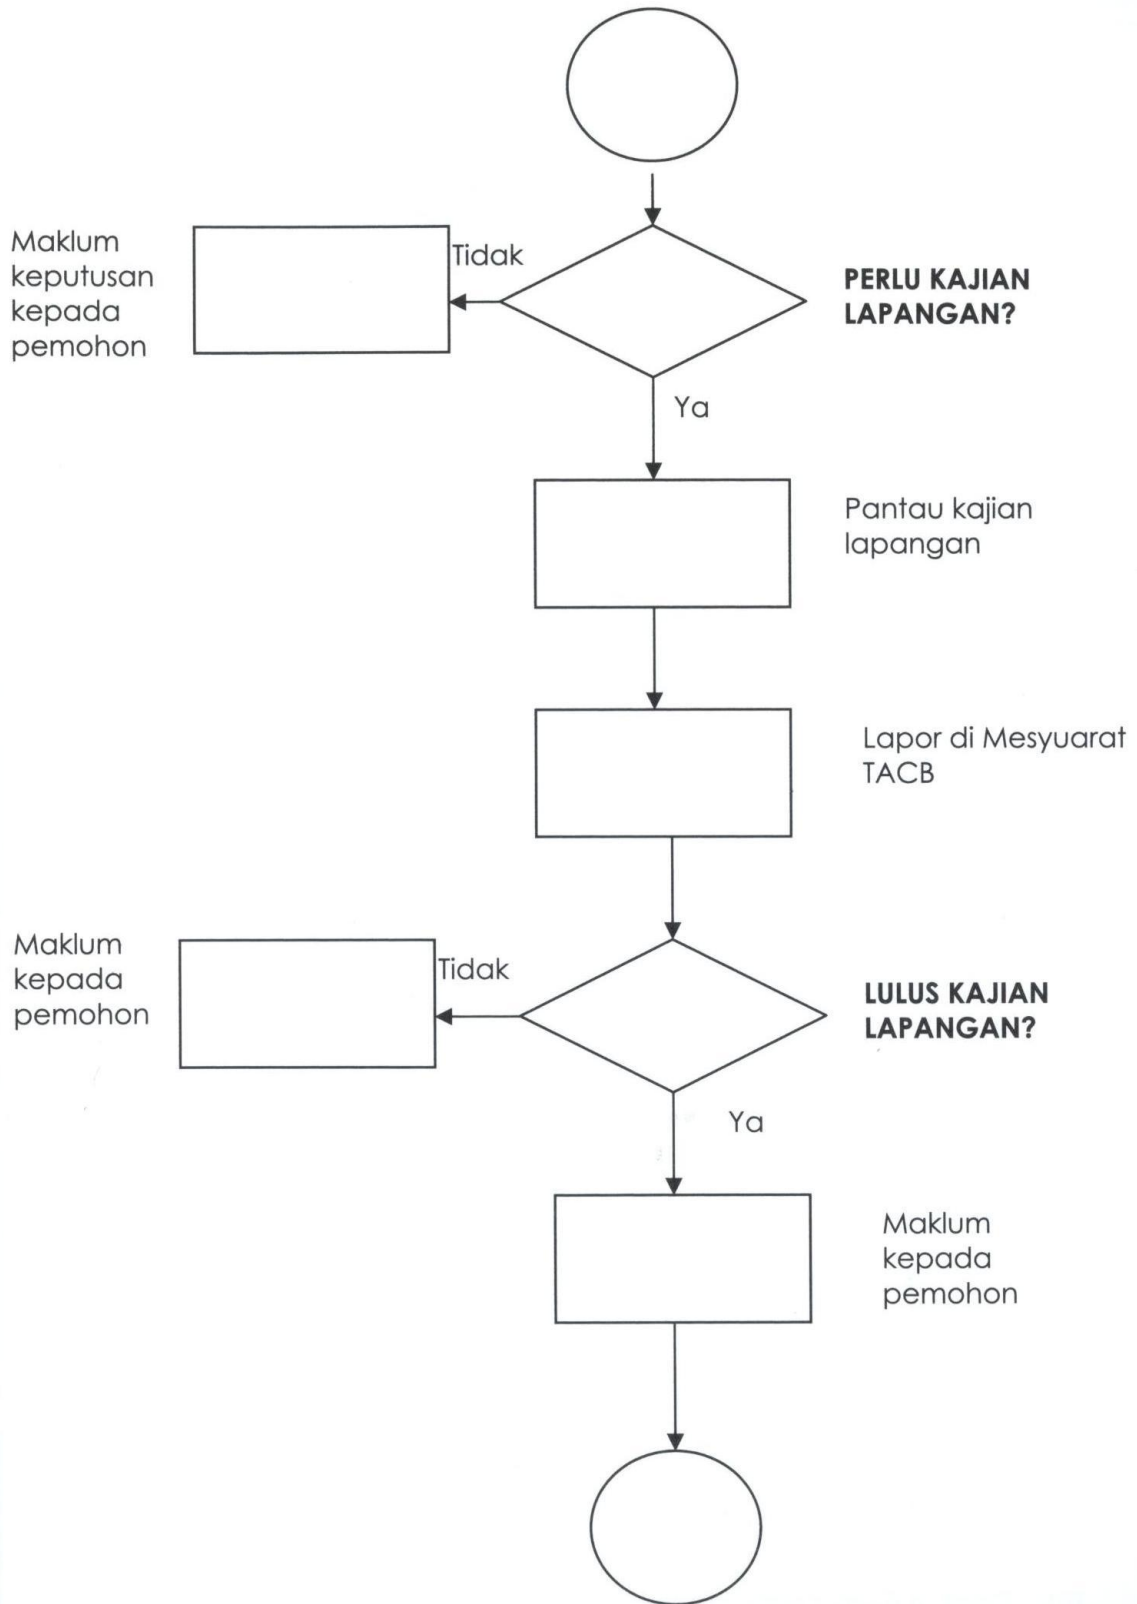 Maklum
keputusan
kepada
pemohon
Tidak
PERLU KAJIAN
LAPANGAN?
Ya
Pantau kajian
lapangan
Lapor di Mesyuarat
TACB
Maklum
kepada
pemohon
Tidak
LULUS KAJIAN
LAPANGAN?
Ya
Maklum
kepada
pemohon